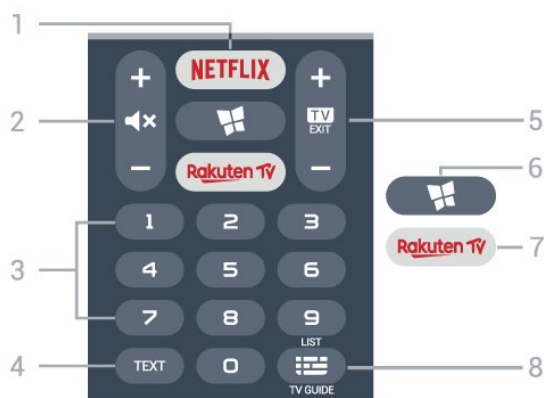 1
NETFLIX
+ +
2
TV
EXIT
5
6
− −
Rakuten TV
1 2 3
Rakuten TV
7
3
4 5 6
7 8 9
LIST
4
TEXT
0
8
TV GUIDE